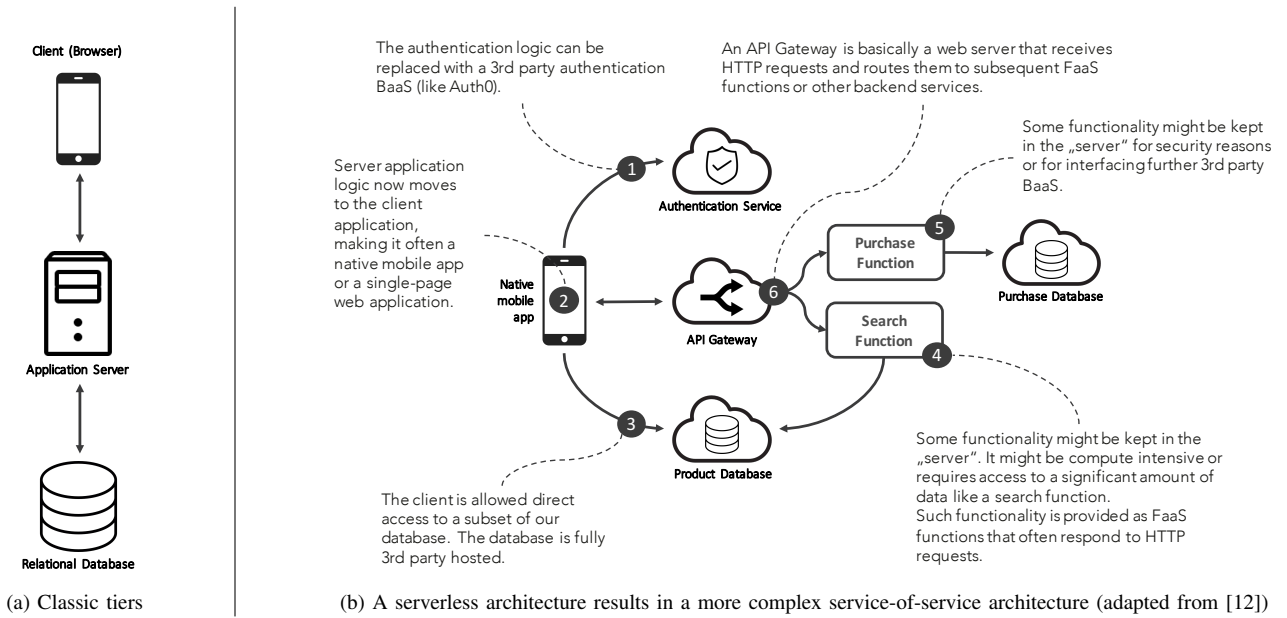 Client (Browser)
Application Server
Relational Database
(a) Classic tiers
The authentication logic can be
replaced with a 3rd party authentication
BaaS (like Auth0).
An API Gateway is basically a web server that receives
HTTP requests and routes them to subsequent FaaS
functions or other backend services.
Some functionality might be kept
in the „server“ for security reasons
or for interfacing further 3rd party
BaaS.
Server application
logic now moves
to the client
application,
making it often a
native mobile app
or a single-page
web application.
1
Authentication Service
Native
mobile
app
2
API Gateway
6
Purchase
Function
5
Purchase Database
Search
Function
4
3
Product Database
The client is allowed direct
access to a subset of our
database. The database is fully
3rd party hosted.
Some functionality might be kept in the
„server“. It might be compute intensive or
requires access to a significant amount of
data like a search function.
Such functionality is provided as FaaS
functions that often respond to HTTP
requests.
(b) A serverless architecture results in a more complex service-of-service architecture (adapted from [12])